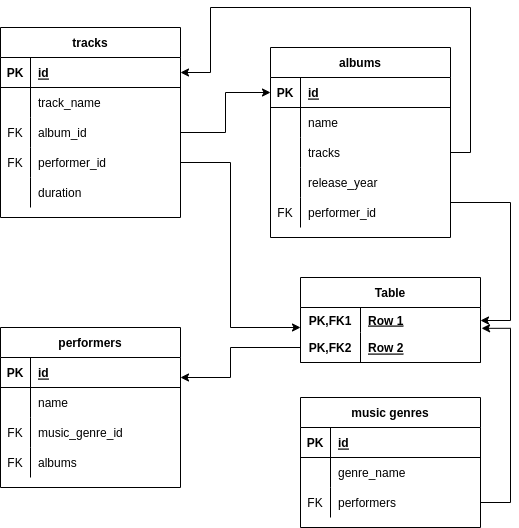 tracks
PK id
track_name
FK album_id
FK performer_id
duration
albums
PK id
name
tracks
release_year
FK performer_id
Table
PK,FK1 Row 1
PK,FK2 Row 2
performers
PK id
name
FK music_genre_id
FK albums
music genres
PK id
genre_name
FK performers